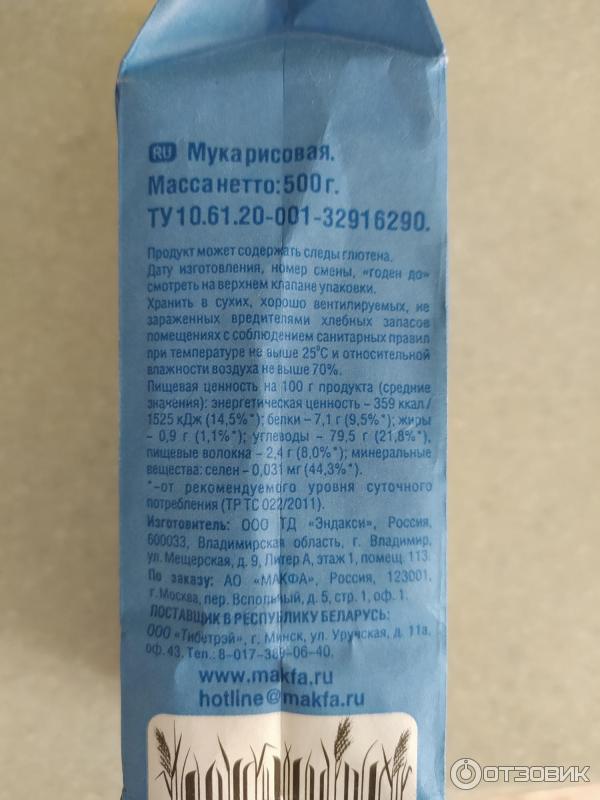 RU Мука рисовая.
Масса нетто: 500 г.
ТУ 10.61.20-001-32916290.
Продукт может содержать следы глютена.
Дату изготовления, номер смены, «годен до»
смотреть на верхнем клапане упаковки.
Хранить в сухих, хорошо вентилируемых, не
зараженных вредителями хлебных запасов
помещениях с соблюдением санитарных правил
при температуре не выше 25°С и относительной
влажности воздуха не выше 70%.
Пищевая ценность на 100 г продукта (средние
значения): энергетическая ценность – 359 ккал /
1525 кДж (14,5%*); белки – 7,1 г (9,5%*); жиры
- 0,9 г (1,1%*); углеводы – 79,5 г (21,8%*),
пищевые волокна – 2,4 г (8,0%*); минеральные
вещества: селен – 0,031 мг (44,3%*).
*-от рекомендуемого уровня суточного
потребления (ТР ТС 022/2011).
Изготовитель: ООО ТД «Эндакси», Россия,
600033, Владимирская область, г. Владимир,
ул. Мещерская, д. 9, Литер А, этаж 1, помещ. 113.
По заказу: АО «МАКФА», Россия, 123001,
г. Москва, пер. Вспольный, д. 5, стр. 1, оф. 1.
ПОСТАВЩИК В РЕСПУБЛИКУ БЕЛАРУСЬ:
ООО «Тибетрэй», г. Минск, ул. Уручская, д. 11а,
оф. 43. Тел.: 8-017-389-06-40.
www.makfa.ru
hotline@makfa.ru
ОТЗОВИК